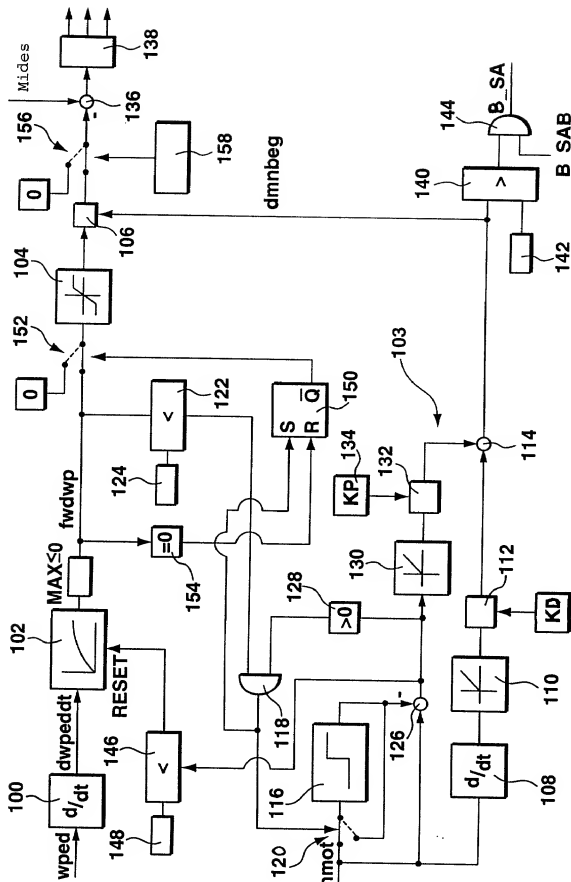 wped
100
d/dt
dwpeddt
102
RESET
MAX≤0
fwdwp
0
152
104
106
0
156
158
Mides
136
-
138
148
146
<
154
=0
124
122
<
S
R
Q
150
dmnbeg
118
128
>0
134
KP
132
130
103
114
116
120
nmot
126
-
108
d/dt
110
112
KD
142
140
>
144
B_SA
B_SAB